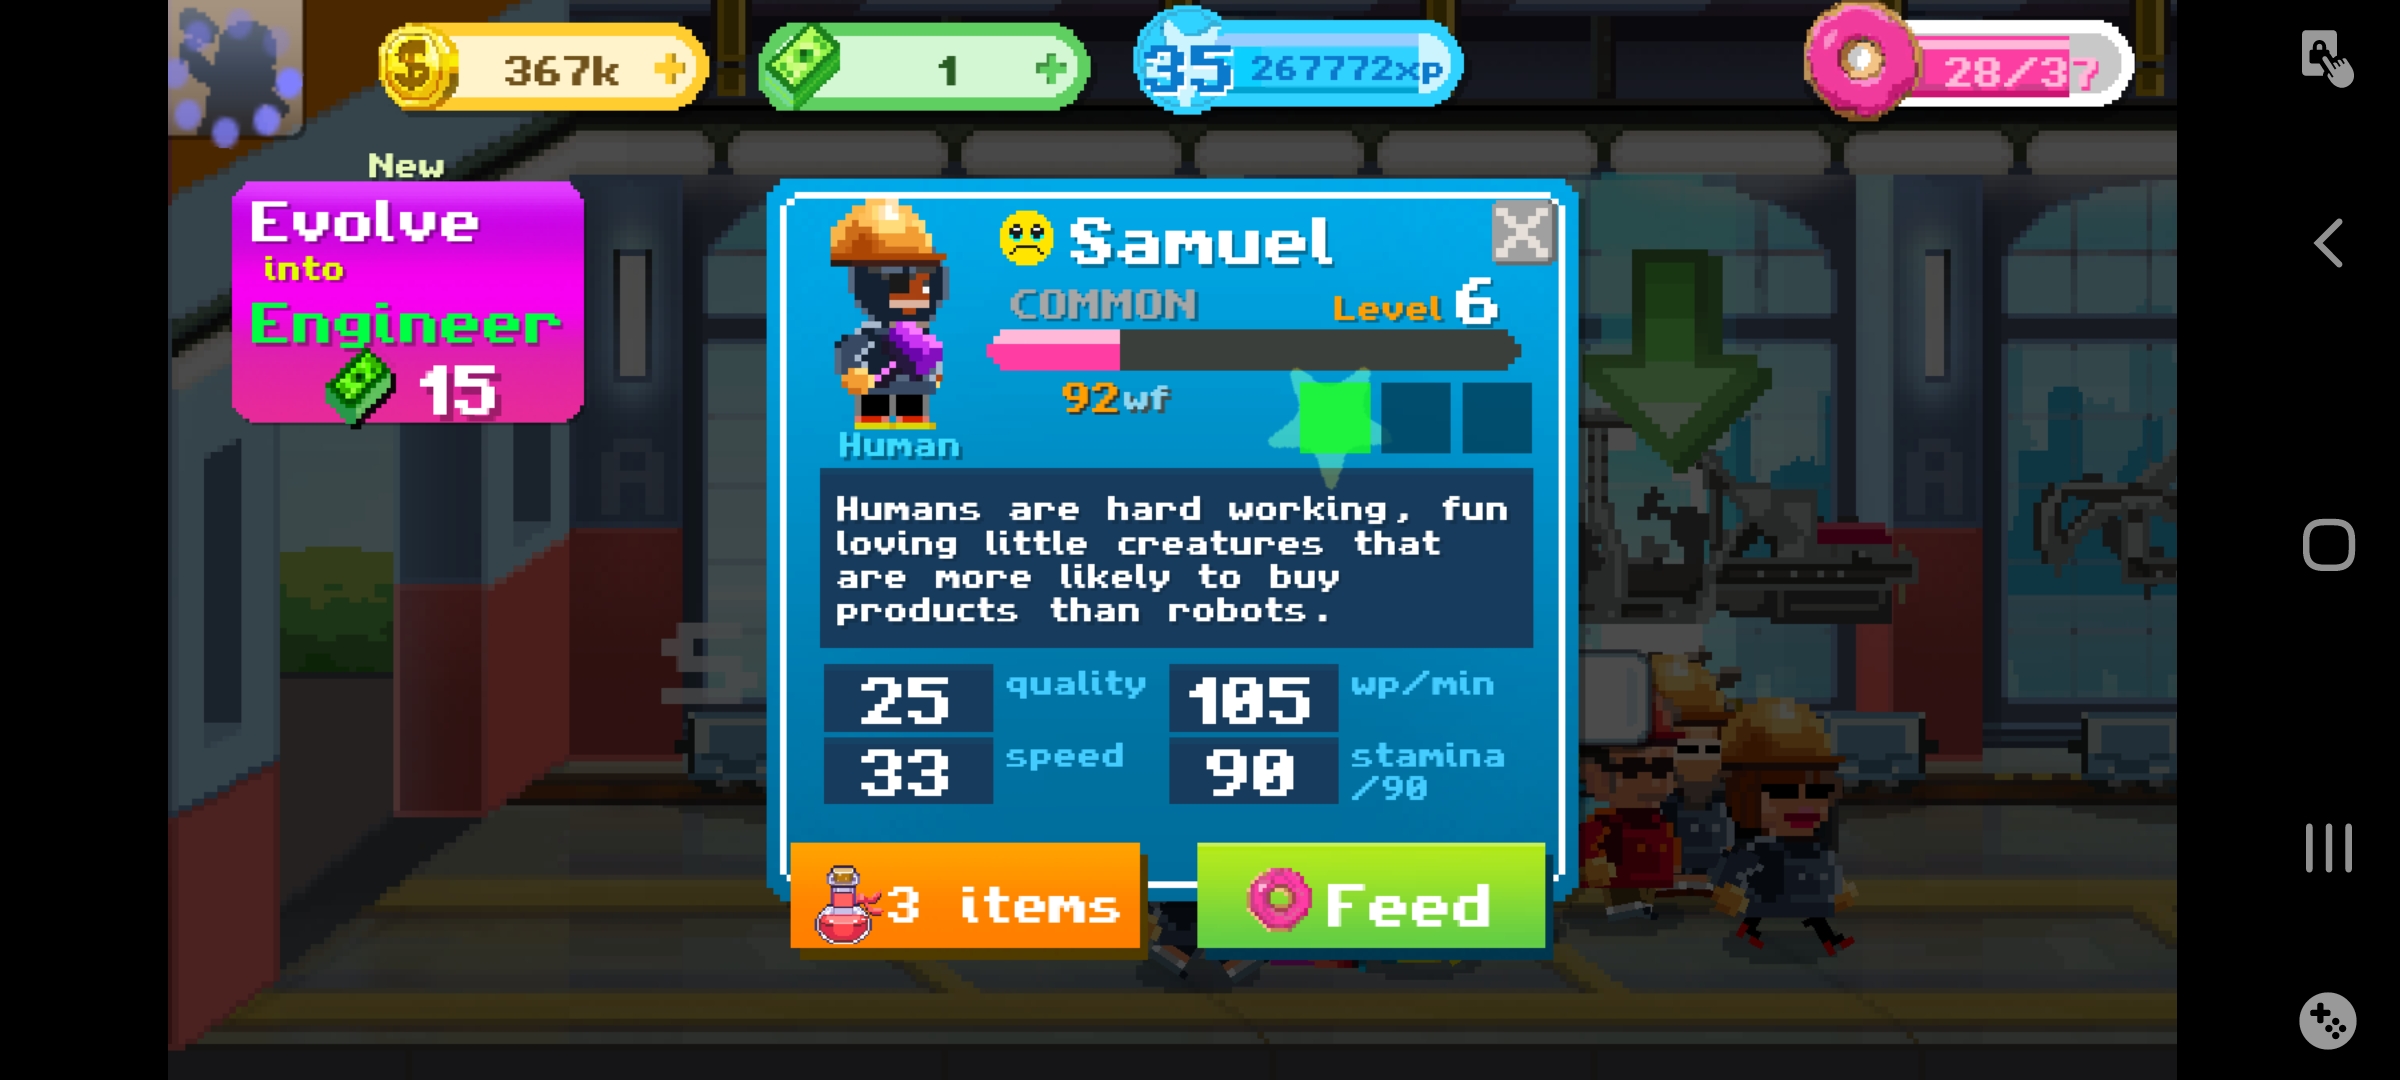 367k
1
35 267772xp
28/37
New
Evolve
into
Engineer
15
Samuel
COMMON
Level 6
92wf
Human
Humans are hard working, fun
loving little creatures that
are more likely to buy
products than robots.
25 quality
105 wp/min
33 speed
90 stamina
/90
3 items
Feed